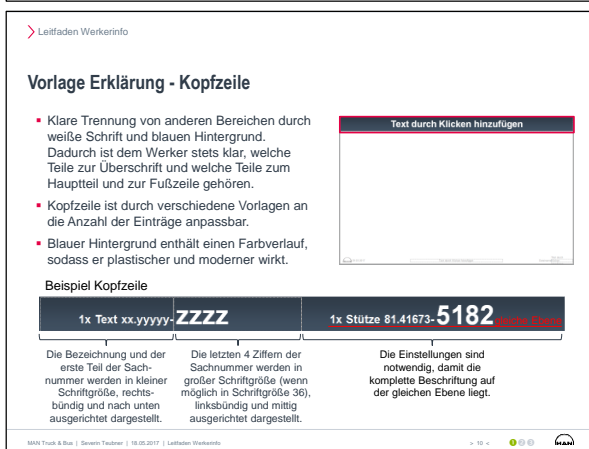 Leitfaden Werkerinfo
Vorlage Erklärung - Kopfzeile
Klare Trennung von anderen Bereichen durch
weiße Schrift und blauen Hintergrund.
Dadurch ist dem Werker stets klar, welche
Teile zur Überschrift und welche Teile zum
Hauptteil und zur Fußzeile gehören.
Kopfzeile ist durch verschiedene Vorlagen an
die Anzahl der Einträge anpassbar.
Blauer Hintergrund enthält einen Farbverlauf,
sodass er plastischer und moderner wirkt.
Text durch Klicken hinzufügen
Beispiel Kopfzeile
1x Text xx.yyyyy-zzzz
1x Stütze 81.41673-5182
Die Bezeichnung und der
erste Teil der Sach-
nummer werden in kleiner
Schriftgröße, rechts-
bündig und nach unten
ausgerichtet dargestellt.
Die letzten 4 Ziffern der
Sachnummer werden in
großer Schriftgröße (wenn
möglich in Schriftgröße 36),
linksbündig und mittig
ausgerichtet dargestellt.
Die Einstellungen sind
notwendig, damit die
komplette Beschriftung auf
der gleichen Ebene liegt.
MAN Truck & Bus | Severin Teubner | 18.05.2017 | Leitfaden Werkerinfo
> 10 <
1 2 3
MAN